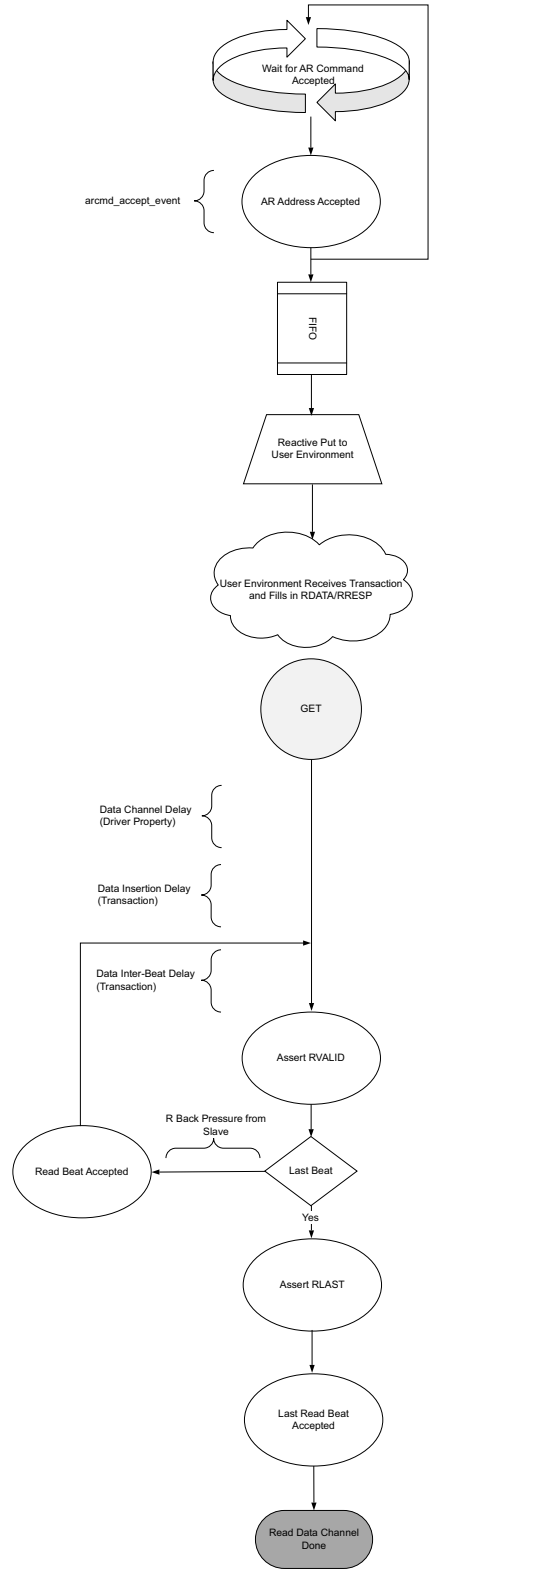 Wait for AR Command
Accepted
arcmd_accept_event
AR Address Accepted
FIFO
Reactive Put to
User Environment
User Environment Receives Transaction
and Fills in RDATA/RRESP
GET
Data Channel Delay
(Driver Property)
Data Insertion Delay
(Transaction)
Data Inter-Beat Delay
(Transaction)
Assert RVALID
R Back Pressure from
Slave
Read Beat Accepted
Last Beat
Yes
Assert RLAST
Last Read Beat
Accepted
Read Data Channel
Done